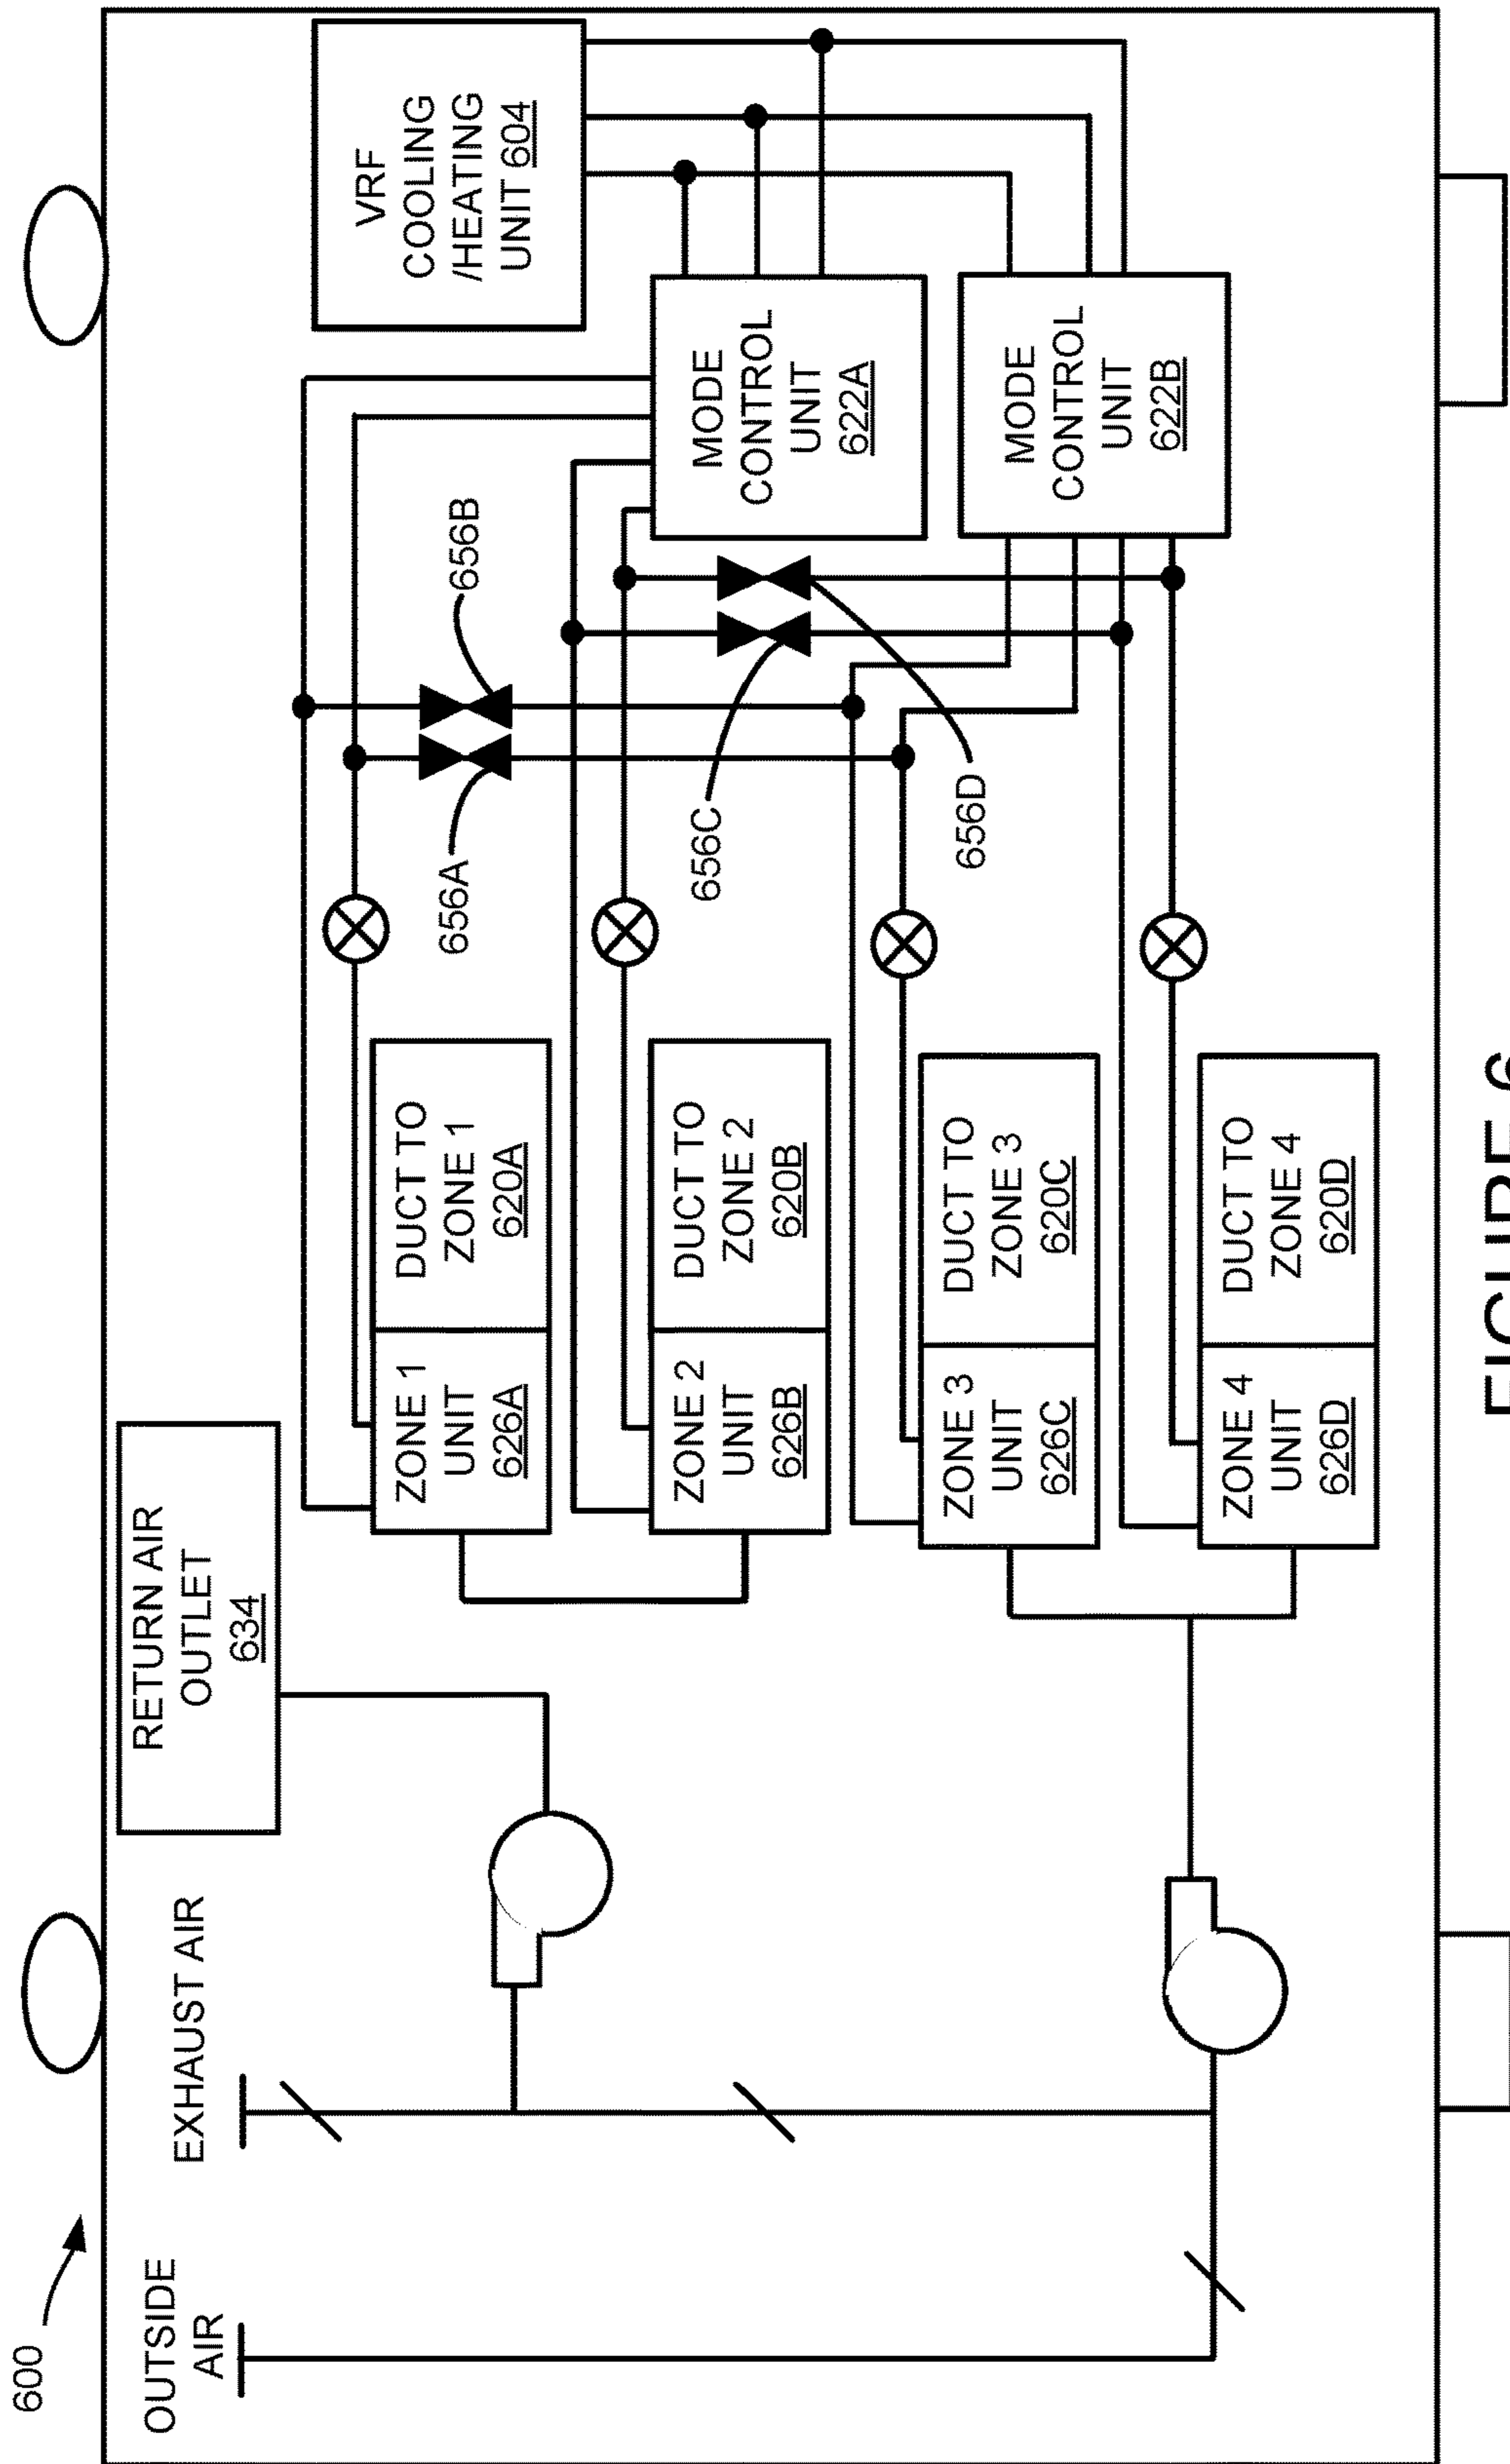 600
OUTSIDE
AIR
EXHAUST AIR
RETURN AIR
OUTLET
634
ZONE 1
UNIT
626A
DUCT TO
ZONE 1
620A
ZONE 2
UNIT
626B
DUCT TO
ZONE 2
620B
ZONE 3
UNIT
626C
DUCT TO
ZONE 3
620C
ZONE 4
UNIT
626D
DUCT TO
ZONE 4
620D
656A
656B
656C
656D
VRF
COOLING
/HEATING
UNIT 604
MODE
CONTROL
UNIT
622A
MODE
CONTROL
UNIT
622B
FIGURE 6